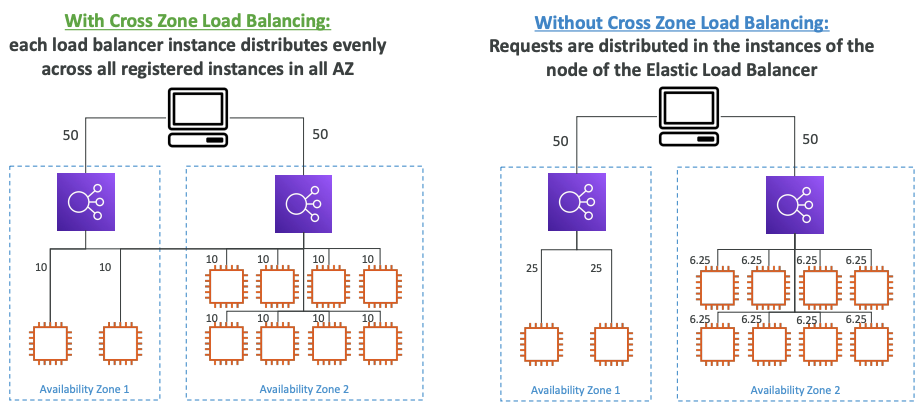 With Cross Zone Load Balancing:
each load balancer instance distributes evenly
across all registered instances in all AZ
50
50
10
10
10
10
10
10
10
10
10
10
Availability Zone 1
Availability Zone 2
Without Cross Zone Load Balancing:
Requests are distributed in the instances of the
node of the Elastic Load Balancer
50
50
25
25
6.25
6.25
6.25
6.25
6.25
6.25
6.25
6.25
Availability Zone 1
Availability Zone 2